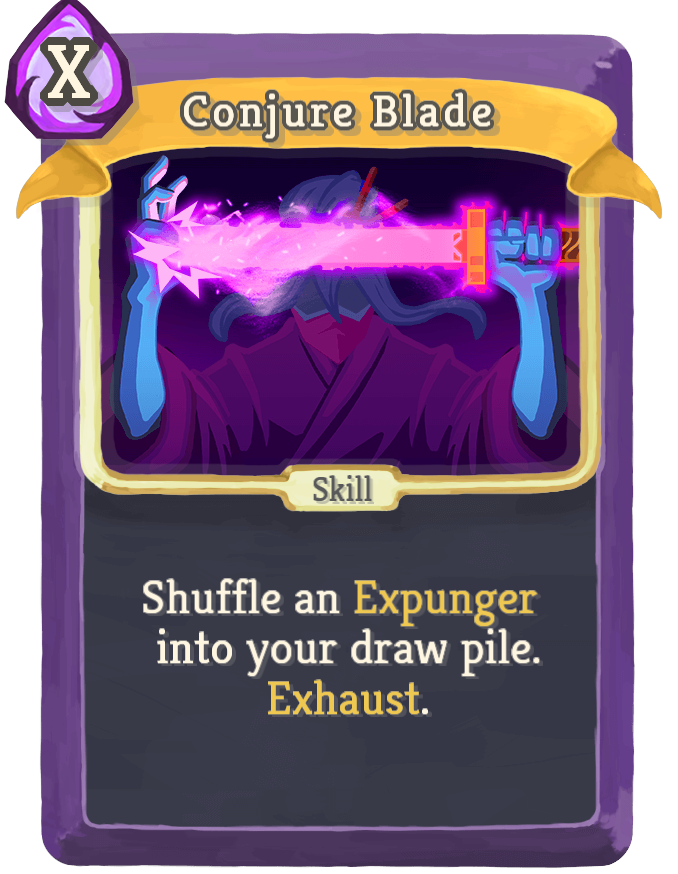 X
Conjure Blade
Skill
Shuffle an Expunger
into your draw pile.
Exhaust.